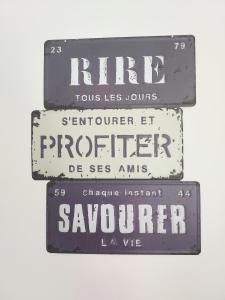 23 79
RIRE
TOUS LES JOURS
S'ENTOURER ET
PROFITER
DE SES AMIS
59 Chaque instant 44
SAVOURER
LA VIE